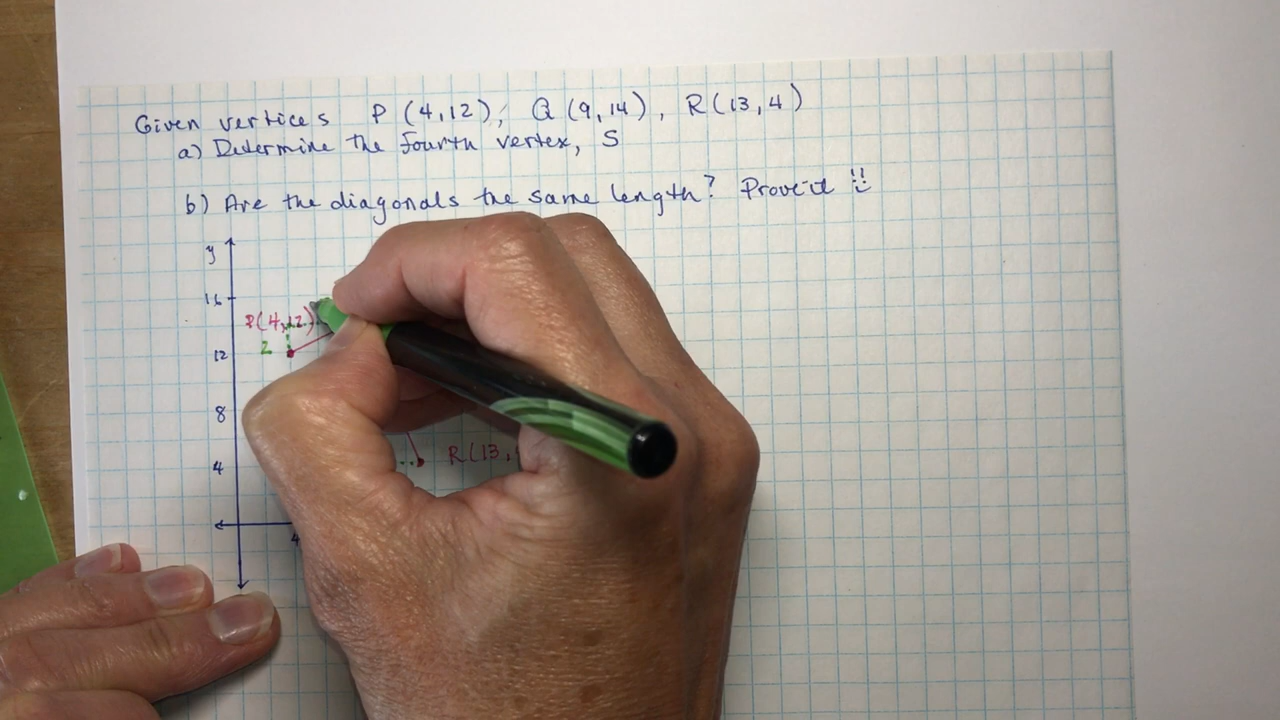 Given vertices P (4,12), Q (9,14), R(13,4)
a) Determine the fourth vertex, S
b) Are the diagonals the same length? Prove it !!
y
16
P(4,12)
2
12
8
R(13,
4
4